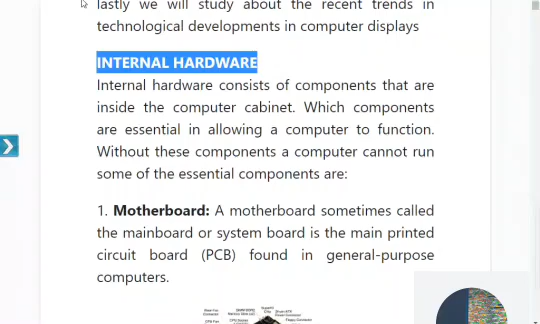 lastly we will study about the recent trends in
technological developments in computer displays
INTERNAL HARDWARE
Internal hardware consists of components that are
inside the computer cabinet. Which components
are essential in allowing a computer to function.
Without these components a computer cannot run
some of the essential components are:
1. Motherboard: A motherboard sometimes called
the mainboard or system board is the main printed
circuit board (PCB) found in general-purpose
computers.